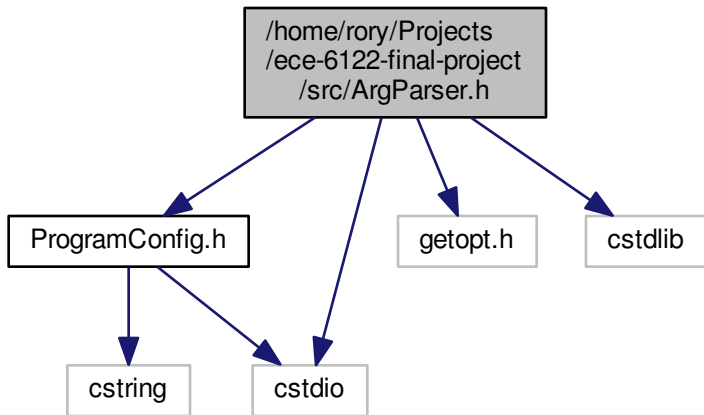 /home/rory/Projects
/ece-6122-final-project
/src/ArgParser.h
ProgramConfig.h
getopt.h
cstdlib
cstring
cstdio